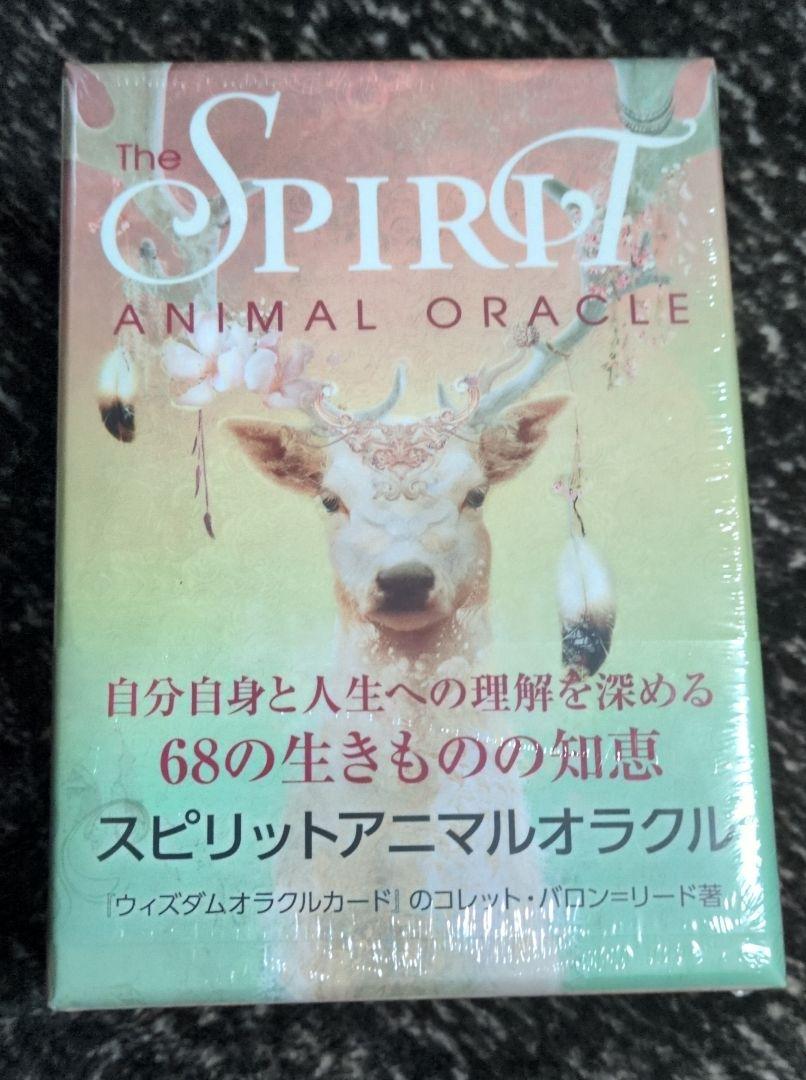 The
SPIRIT
ANIMAL ORACLE
自分自身と人生への理解を深める
68の生きものの知恵
スピリットアニマルオラクル
『ウィズダムオラクルカード』のコレット・バロン=リード著